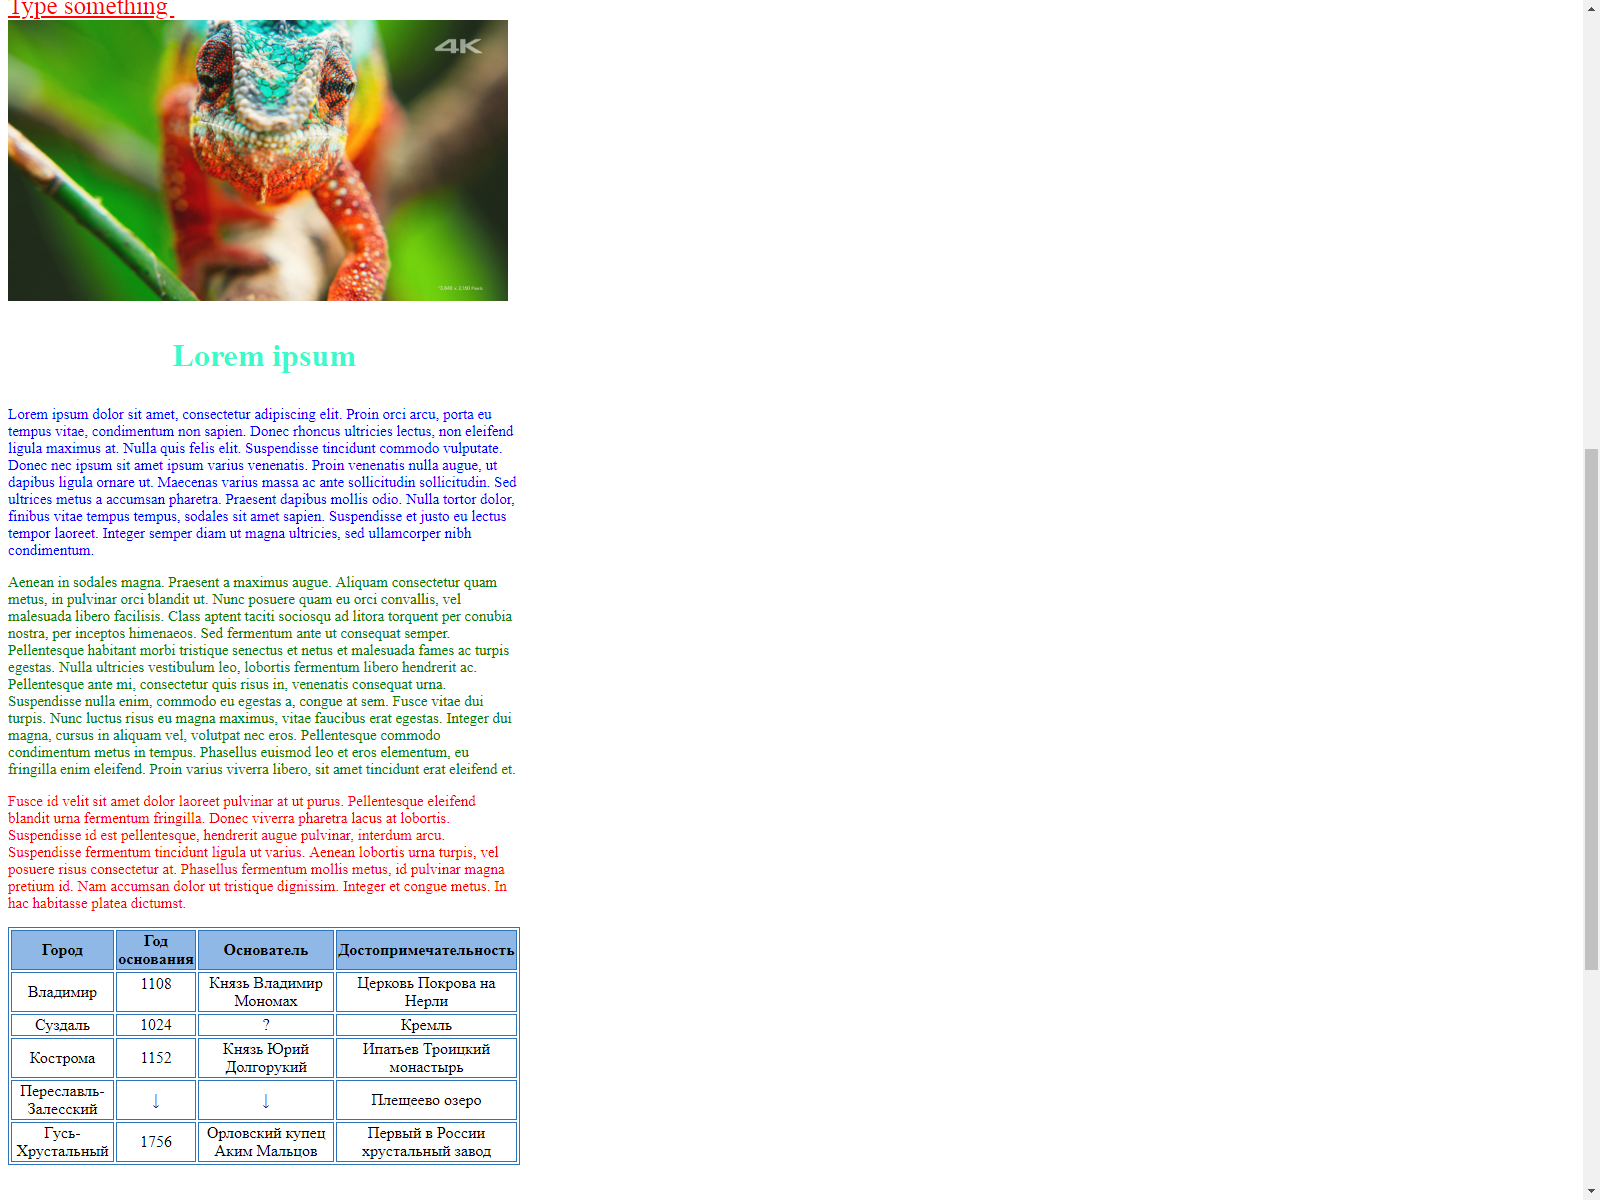 Type something
4K
Lorem ipsum
Lorem ipsum dolor sit amet, consectetur adipiscing elit. Proin orci arcu, porta eu
tempus vitae, condimentum non sapien. Donec rhoncus ultricies lectus, non eleifend
ligula maximus at. Nulla quis felis elit. Suspendisse tincidunt commodo vulputate.
Donec nec ipsum sit amet ipsum varius venenatis. Proin venenatis nulla augue, ut
dapibus ligula ornare ut. Maecenas varius massa ac ante sollicitudin sollicitudin. Sed
ultrices metus a accumsan pharetra. Praesent dapibus mollis odio. Nulla tortor dolor,
finibus vitae tempus tempus, sodales sit amet sapien. Suspendisse et justo eu lectus
tempor laoreet. Integer semper diam ut magna ultricies, sed ullamcorper nibh
condimentum.
Aenean in sodales magna. Praesent a maximus augue. Aliquam consectetur quam
metus, in pulvinar orci blandit ut. Nunc posuere quam eu orci convallis, vel
malesuada libero facilisis. Class aptent taciti sociosqu ad litora torquent per conubia
nostra, per inceptos himenaeos. Sed fermentum ante ut consequat semper.
Pellentesque habitant morbi tristique senectus et netus et malesuada fames ac turpis
egestas. Nulla ultricies vestibulum leo, lobortis fermentum libero hendrerit ac.
Pellentesque ante mi, consectetur quis risus in, venenatis consequat urna.
Suspendisse nulla enim, commodo eu egestas a, congue at sem. Fusce vitae dui
turpis. Nunc luctus risus eu magna maximus, vitae faucibus erat egestas. Integer dui
magna, cursus in aliquam vel, volutpat nec eros. Pellentesque commodo
condimentum metus in tempus. Phasellus euismod leo et eros elementum, eu
fringilla enim eleifend. Proin varius viverra libero, sit amet tincidunt erat eleifend et.
Fusce id velit sit amet dolor laoreet pulvinar at ut purus. Pellentesque eleifend
blandit urna fermentum fringilla. Donec viverra pharetra lacus at lobortis.
Suspendisse id est pellentesque, hendrerit augue pulvinar, interdum arcu.
Suspendisse fermentum tincidunt ligula ut varius. Aenean lobortis urna turpis, vel
posuere risus consectetur at. Phasellus fermentum mollis metus, id pulvinar magna
pretium id. Nam accumsan dolor ut tristique dignissim. Integer et congue metus. In
hac habitasse platea dictumst.
Город Год основания Основатель Достопримечательность
Владимир 1108 Князь Владимир Мономах Церковь Покрова на Нерли
Суздаль 1024 ? Кремль
Кострома 1152 Князь Юрий Долгорукий Ипатьев Троицкий монастырь
Переславль-Залесский ↓ ↓ Плещеево озеро
Гусь-Хрустальный 1756 Орловский купец Аким Мальцов Первый в России хрустальный завод